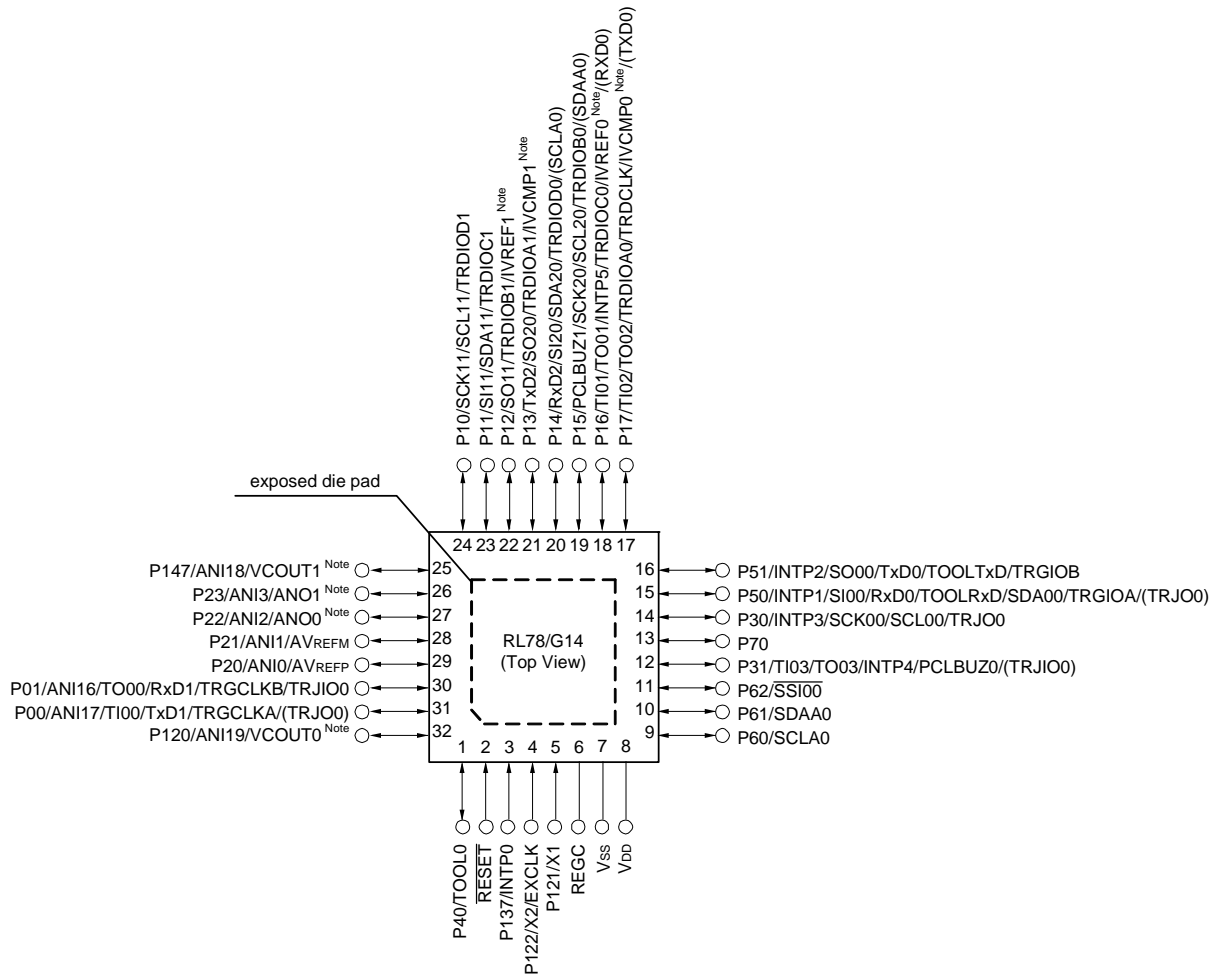 P10/SCK11/SCL11/TRDIOD1
P11/SI11/SDA11/TRDIOC1
P12/SO11/TRDIOB1/IVREF1 Note
P13/TxD2/SO20/TRDIOA1/IVCMP1 Note
P14/RxD2/SI20/SDA20/TRDIOD0/(SCLA0)
P15/PCLBUZ1/SCK20/SCL20/TRDIOB0/(SDAA0)
P16/TI01/TO01/INTP5/TRDIOC0/IVREF0 Note/(RXD0)
P17/TI02/TO02/TRDIOA0/TRDCLK/IVCMP0 Note/(TXD0)
exposed die pad
24 23 22 21 20 19 18 17
P147/ANI18/VCOUT1 Note 25
P23/ANI3/ANO1 Note 26
P22/ANI2/ANO0 Note 27
P21/ANI1/AVREFM 28
P20/ANI0/AVREFP 29
P01/ANI16/TO00/RxD1/TRGCLKB/TRJIO0 30
P00/ANI17/TI00/TxD1/TRGCLKA/(TRJO0) 31
P120/ANI19/VCOUT0 Note 32
RL78/G14
(Top View)
16 P51/INTP2/SO00/TxD0/TOOLTxD/TRGIOB
15 P50/INTP1/SI00/RxD0/TOOLRxD/SDA00/TRGIOA/(TRJO0)
14 P30/INTP3/SCK00/SCL00/TRJO0
13 P70
12 P31/TI03/TO03/INTP4/PCLBUZ0/(TRJIO0)
11 P62/SSI00
10 P61/SDAA0
9 P60/SCLA0
1 2 3 4 5 6 7 8
P40/TOOL0
RESET
P137/INTP0
P122/X2/EXCLK
P121/X1
REGC
VSS
VDD